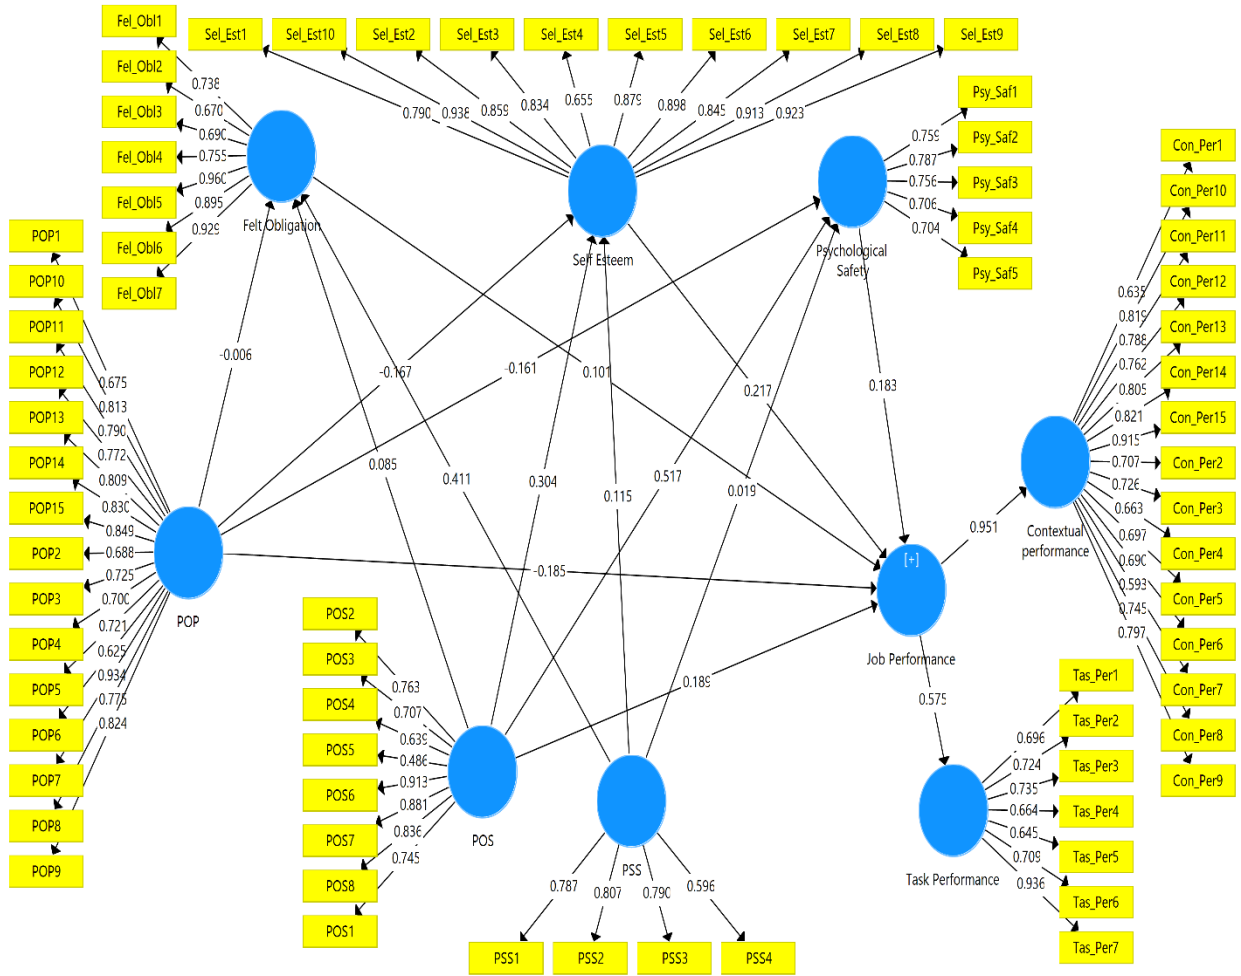 Fel_Obl1
Fel_Obl2
Fel_Obl3
Fel_Obl4
Fel_Obl5
Fel_Obl6
Fel_Obl7
0.738
0.670
0.690
0.755
0.960
0.895
0.929
Felt Obligation
Sel_Est1
Sel_Est10
Sel_Est2
Sel_Est3
Sel_Est4
Sel_Est5
Sel_Est6
Sel_Est7
Sel_Est8
Sel_Est9
0.790
0.938
0.859
0.834
0.655
0.879
0.898
0.845
0.913
0.923
Self Esteem
Psy_Saf1
Psy_Saf2
Psy_Saf3
Psy_Saf4
Psy_Saf5
0.759
0.787
0.756
0.706
0.704
Psychological
Safety
Con_Per1
Con_Per10
Con_Per11
Con_Per12
Con_Per13
Con_Per14
Con_Per15
Con_Per2
Con_Per3
Con_Per4
Con_Per5
Con_Per6
Con_Per7
Con_Per8
Con_Per9
0.635
0.819
0.788
0.762
0.805
0.821
0.915
0.707
0.726
0.663
0.697
0.690
0.593
0.745
0.797
Contextual
performance
POP1
POP10
POP11
POP12
POP13
POP14
POP15
POP2
POP3
POP4
POP5
POP6
POP7
POP8
POP9
0.675
0.813
0.790
0.772
0.809
0.830
0.849
0.688
0.725
0.700
0.721
0.625
0.934
0.775
0.824
POP
-0.006
-0.167
-0.161
0.101
0.217
0.183
0.085
0.411
0.304
0.115
0.517
0.019
-0.185
0.189
0.951
0.575
[+]
Job Performance
POS2
POS3
POS4
POS5
POS6
POS7
POS8
POS1
0.763
0.707
0.639
0.486
0.913
0.881
0.836
0.745
POS
PSS
0.787
0.807
0.790
0.596
PSS1
PSS2
PSS3
PSS4
Tas_Per1
Tas_Per2
Tas_Per3
Tas_Per4
Tas_Per5
Tas_Per6
Tas_Per7
0.696
0.724
0.735
0.664
0.645
0.709
0.936
Task Performance